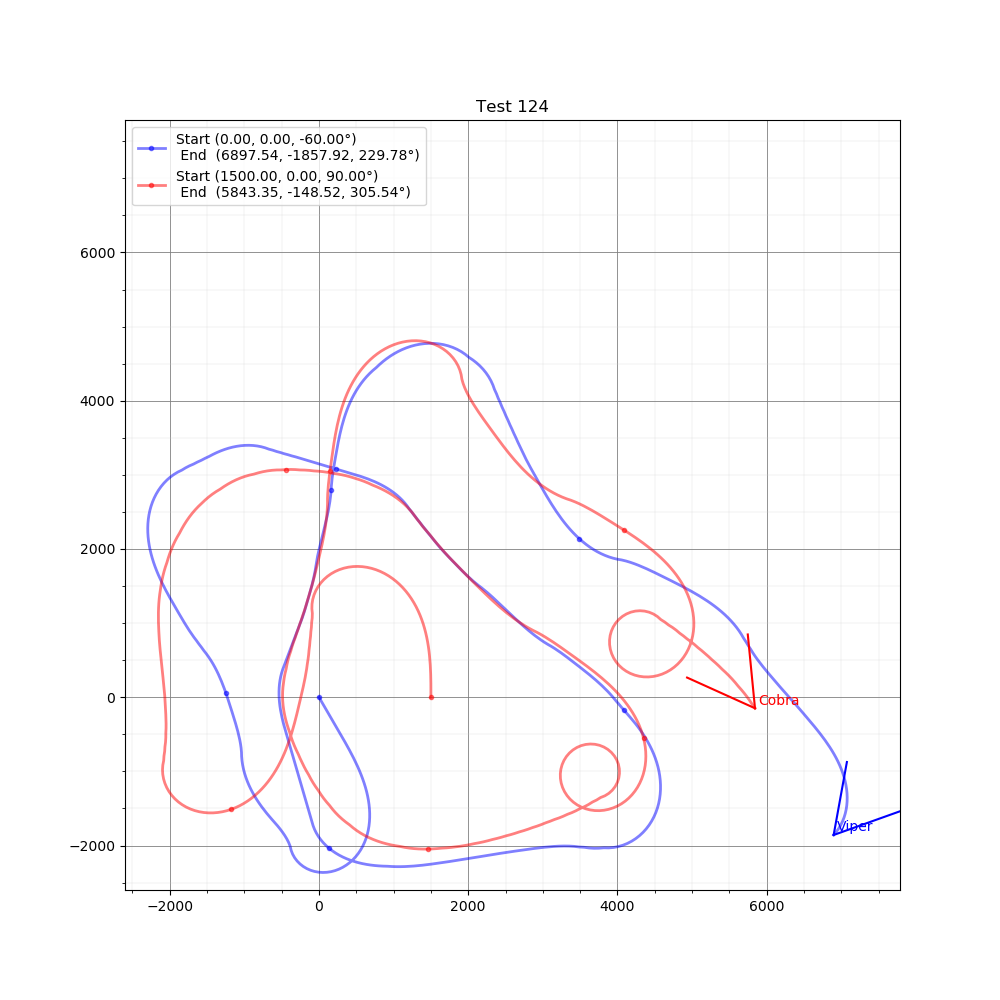 Test 124
Start (0.00, 0.00, -60.00°)
End (6897.54, -1857.92, 229.78°)
Start (1500.00, 0.00, 90.00°)
End (5843.35, -148.52, 305.54°)
6000
4000
2000
0
−2000
Cobra
Viper
−2000
0
2000
4000
6000